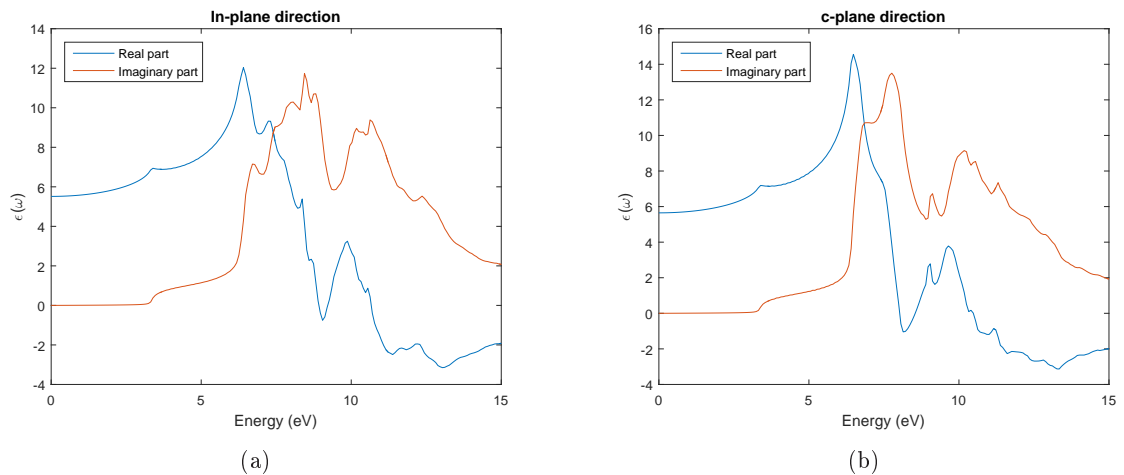 In-plane direction
Real part
Imaginary part
14
12
10
8
6
4
2
0
-2
-4
ϵ(ω)
0
5
10
15
Energy (eV)
(a)
c-plane direction
Real part
Imaginary part
16
14
12
10
8
6
4
2
0
-2
-4
ϵ(ω)
0
5
10
15
Energy (eV)
(b)